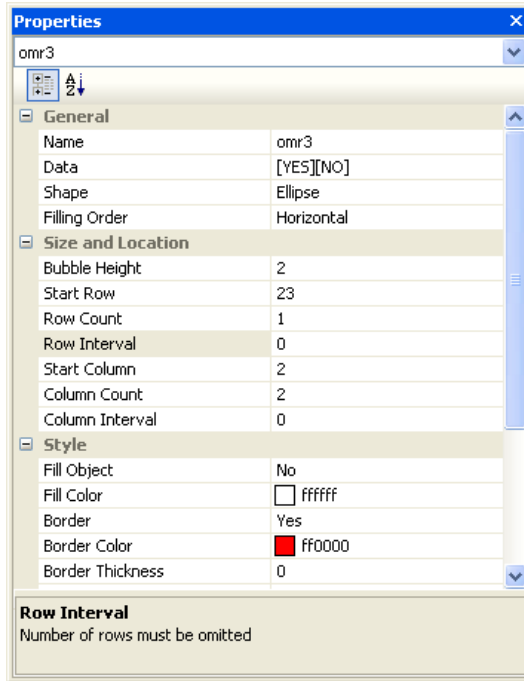 Properties
omr3
General
Name omr3
Data [YES][NO]
Shape Ellipse
Filling Order Horizontal
Size and Location
Bubble Height 2
Start Row 23
Row Count 1
Row Interval 0
Start Column 2
Column Count 2
Column Interval 0
Style
Fill Object No
Fill Color ffffff
Border Yes
Border Color ff0000
Border Thickness 0
Row Interval
Number of rows must be omitted